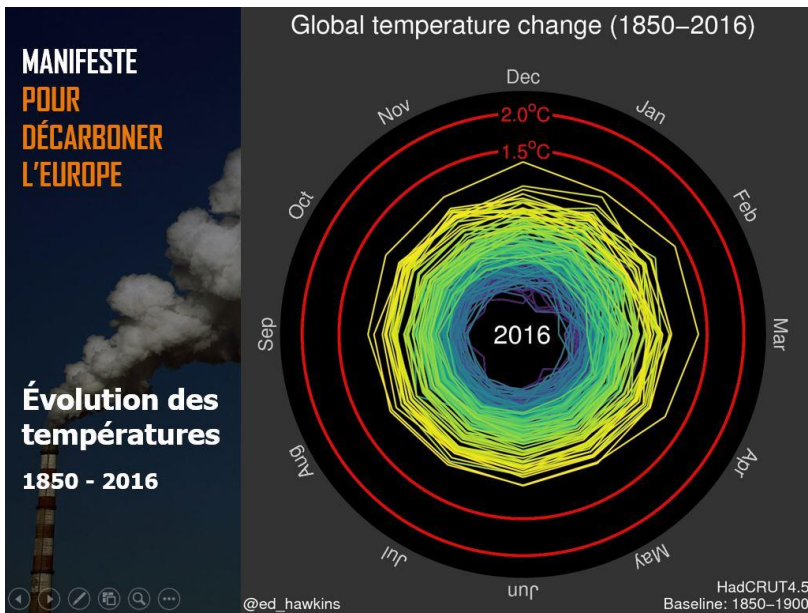 MANIFESTE
POUR
DÉCARBONER
L'EUROPE
Évolution des
températures
1850 - 2016
Global temperature change (1850–2016)
Dec
Jan
Feb
Mar
Apr
May
Jun
Jul
Aug
Sep
Oct
Nov
2.0°C
1.5°C
2016
@ed_hawkins
HadCRUT4.5
Baseline: 1850–1900